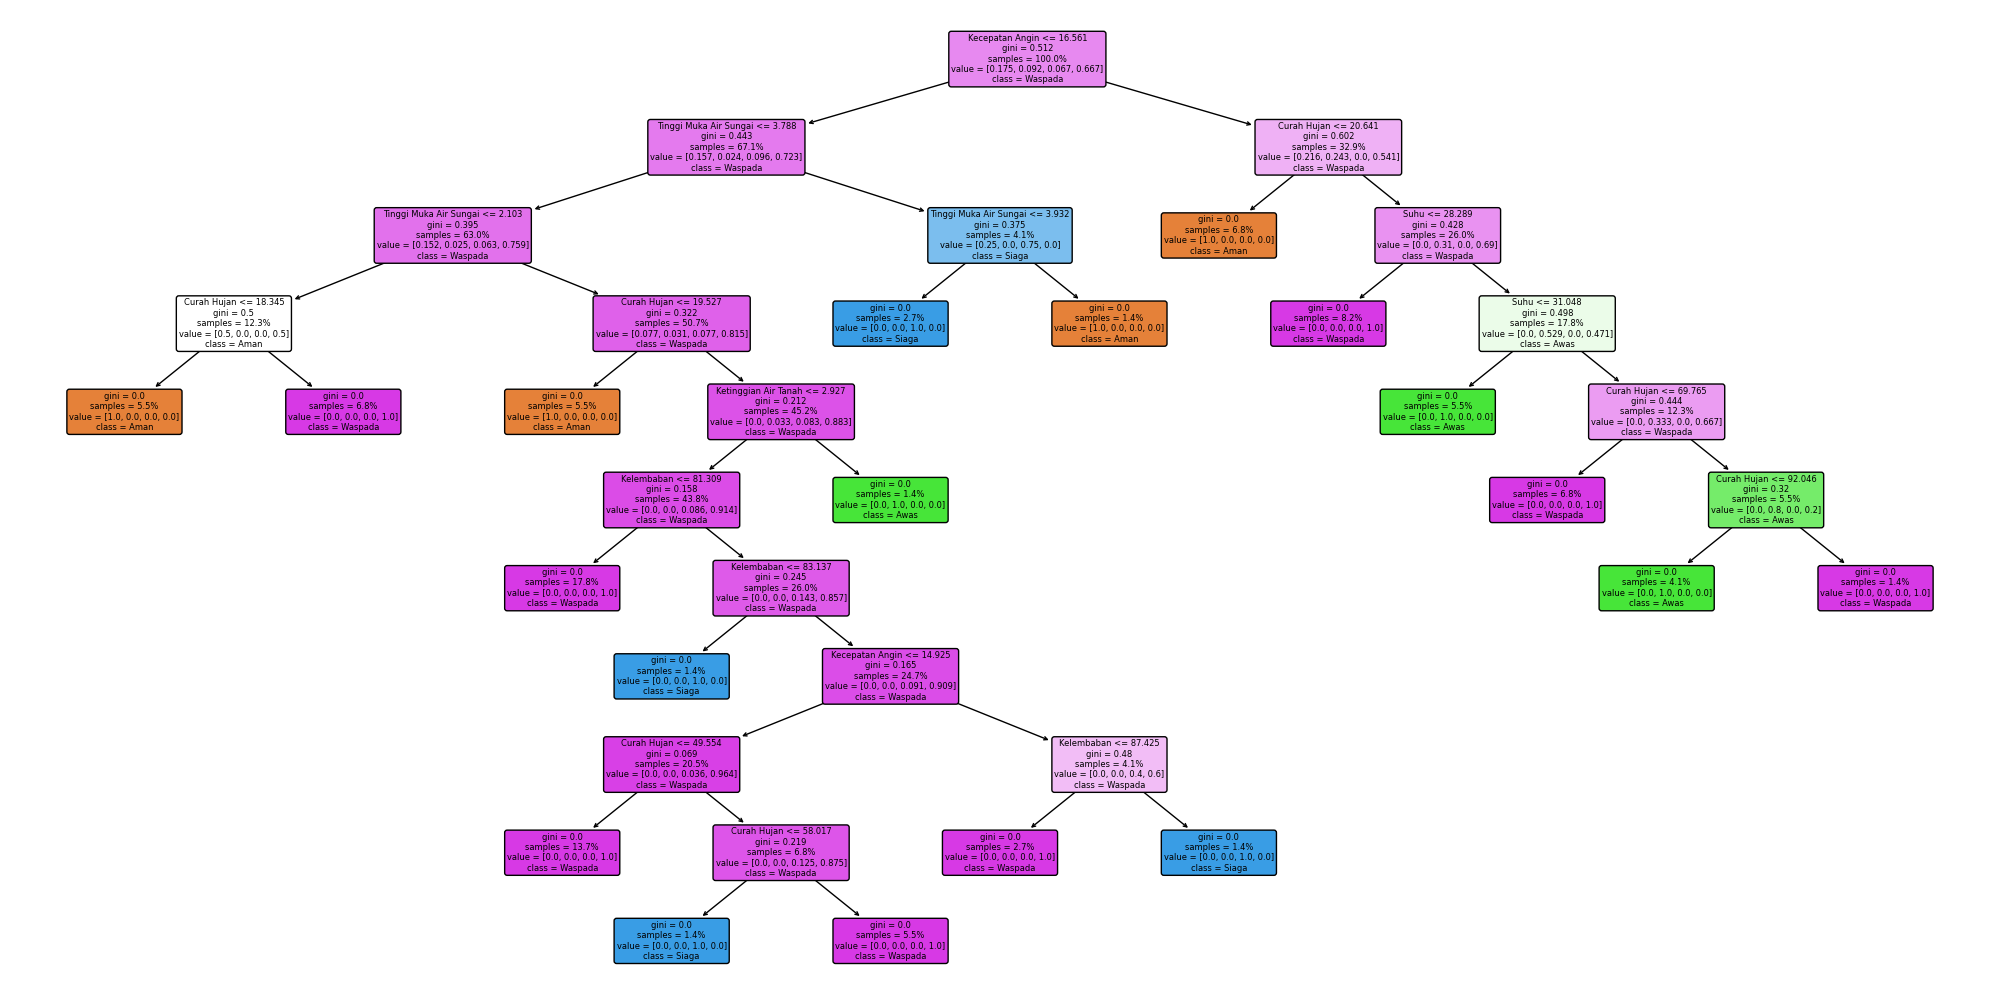 Kecepatan Angin <= 16.561
gini = 0.512
samples = 100.0%
value = [0.175, 0.092, 0.067, 0.667]
class = Waspada
Tinggi Muka Air Sungai <= 3.788
gini = 0.443
samples = 67.1%
value = [0.157, 0.024, 0.096, 0.723]
class = Waspada
Curah Hujan <= 20.641
gini = 0.602
samples = 32.9%
value = [0.216, 0.243, 0.0, 0.541]
class = Waspada
Tinggi Muka Air Sungai <= 2.103
gini = 0.395
samples = 63.0%
value = [0.152, 0.025, 0.063, 0.759]
class = Waspada
Tinggi Muka Air Sungai <= 3.932
gini = 0.375
samples = 4.1%
value = [0.25, 0.0, 0.75, 0.0]
class = Siaga
gini = 0.0
samples = 6.8%
value = [1.0, 0.0, 0.0, 0.0]
class = Aman
Suhu <= 28.289
gini = 0.428
samples = 26.0%
value = [0.0, 0.31, 0.0, 0.69]
class = Waspada
Curah Hujan <= 18.345
gini = 0.5
samples = 12.3%
value = [0.5, 0.0, 0.0, 0.5]
class = Aman
Curah Hujan <= 19.527
gini = 0.322
samples = 50.7%
value = [0.077, 0.031, 0.077, 0.815]
class = Waspada
gini = 0.0
samples = 2.7%
value = [0.0, 0.0, 1.0, 0.0]
class = Siaga
gini = 0.0
samples = 1.4%
value = [1.0, 0.0, 0.0, 0.0]
class = Aman
gini = 0.0
samples = 8.2%
value = [0.0, 0.0, 0.0, 1.0]
class = Waspada
Suhu <= 31.048
gini = 0.498
samples = 17.8%
value = [0.0, 0.529, 0.0, 0.471]
class = Awas
gini = 0.0
samples = 5.5%
value = [1.0, 0.0, 0.0, 0.0]
class = Aman
gini = 0.0
samples = 6.8%
value = [0.0, 0.0, 0.0, 1.0]
class = Waspada
gini = 0.0
samples = 5.5%
value = [1.0, 0.0, 0.0, 0.0]
class = Aman
Ketinggian Air Tanah <= 2.927
gini = 0.212
samples = 45.2%
value = [0.0, 0.033, 0.083, 0.883]
class = Waspada
gini = 0.0
samples = 5.5%
value = [0.0, 1.0, 0.0, 0.0]
class = Awas
Curah Hujan <= 69.765
gini = 0.444
samples = 12.3%
value = [0.0, 0.333, 0.0, 0.667]
class = Waspada
Kelembaban <= 81.309
gini = 0.158
samples = 43.8%
value = [0.0, 0.0, 0.086, 0.914]
class = Waspada
gini = 0.0
samples = 1.4%
value = [0.0, 1.0, 0.0, 0.0]
class = Awas
gini = 0.0
samples = 6.8%
value = [0.0, 0.0, 0.0, 1.0]
class = Waspada
Curah Hujan <= 92.046
gini = 0.32
samples = 5.5%
value = [0.0, 0.8, 0.0, 0.2]
class = Awas
gini = 0.0
samples = 17.8%
value = [0.0, 0.0, 0.0, 1.0]
class = Waspada
Kelembaban <= 83.137
gini = 0.245
samples = 26.0%
value = [0.0, 0.0, 0.143, 0.857]
class = Waspada
gini = 0.0
samples = 4.1%
value = [0.0, 1.0, 0.0, 0.0]
class = Awas
gini = 0.0
samples = 1.4%
value = [0.0, 0.0, 0.0, 1.0]
class = Waspada
gini = 0.0
samples = 1.4%
value = [0.0, 0.0, 1.0, 0.0]
class = Siaga
Kecepatan Angin <= 14.925
gini = 0.165
samples = 24.7%
value = [0.0, 0.0, 0.091, 0.909]
class = Waspada
Curah Hujan <= 49.554
gini = 0.069
samples = 20.5%
value = [0.0, 0.0, 0.036, 0.964]
class = Waspada
Kelembaban <= 87.425
gini = 0.48
samples = 4.1%
value = [0.0, 0.0, 0.4, 0.6]
class = Waspada
gini = 0.0
samples = 13.7%
value = [0.0, 0.0, 0.0, 1.0]
class = Waspada
Curah Hujan <= 58.017
gini = 0.219
samples = 6.8%
value = [0.0, 0.0, 0.125, 0.875]
class = Waspada
gini = 0.0
samples = 2.7%
value = [0.0, 0.0, 0.0, 1.0]
class = Waspada
gini = 0.0
samples = 1.4%
value = [0.0, 0.0, 1.0, 0.0]
class = Siaga
gini = 0.0
samples = 1.4%
value = [0.0, 0.0, 1.0, 0.0]
class = Siaga
gini = 0.0
samples = 5.5%
value = [0.0, 0.0, 0.0, 1.0]
class = Waspada